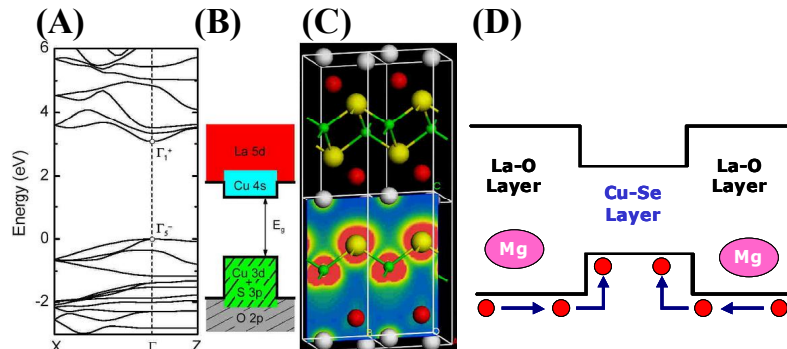 (A)
(B)
(C)
(D)
6
4
2
0
-2
Energy (eV)
Γ₁⁺
Γ₅⁻
X
Γ
Z
La 5d
Cu 4s
E_g
Cu 3d
+
S 3p
O 2p
C
La-O
Layer
Cu-Se
Layer
La-O
Layer
Mg
Mg